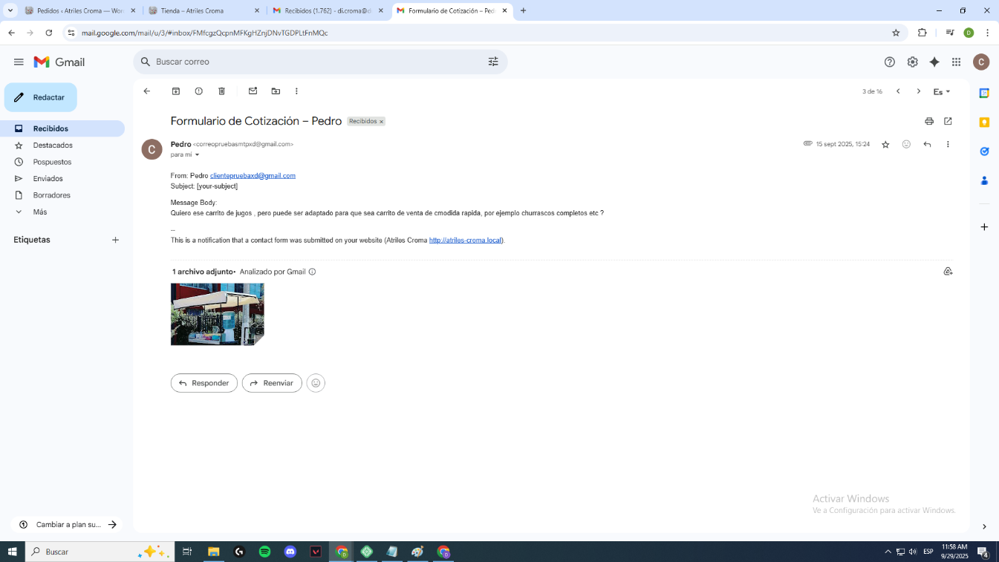 Pedidos ‹ Atriles Croma — Wor
Tienda – Atriles Croma
Recibidos (1.762) - di.croma@d
Formulario de Cotización – Ped
mail.google.com/mail/u/3/#inbox/FMfcgzQcpnMFKgHZnjDNvTGDPLtFnMQc
D
Gmail
Buscar correo
C
Redactar
3 de 16
Es
Recibidos
Destacados
Pospuestos
Enviados
Borradores
Más
Etiquetas
Formulario de Cotización – Pedro
Recibidos ×
C
Pedro <correopruebasmtpxd@gmail.com>
15 sept 2025, 15:24
para mí
From: Pedro clientepruebaxd@gmail.com
Subject: [your-subject]
Message Body:
Quiero ese carrito de jugos , pero puede ser adaptado para que sea carrito de venta de cmodida rapida, por ejemplo churrascos completos etc ?
--
This is a notification that a contact form was submitted on your website (Atriles Croma http://atriles-croma.local).
1 archivo adjunto • Analizado por Gmail
Responder
Reenviar
Activar Windows
Ve a Configuración para activar Windows.
Cambiar a plan su...
Buscar
ESP
11:58 AM
9/29/2025
4